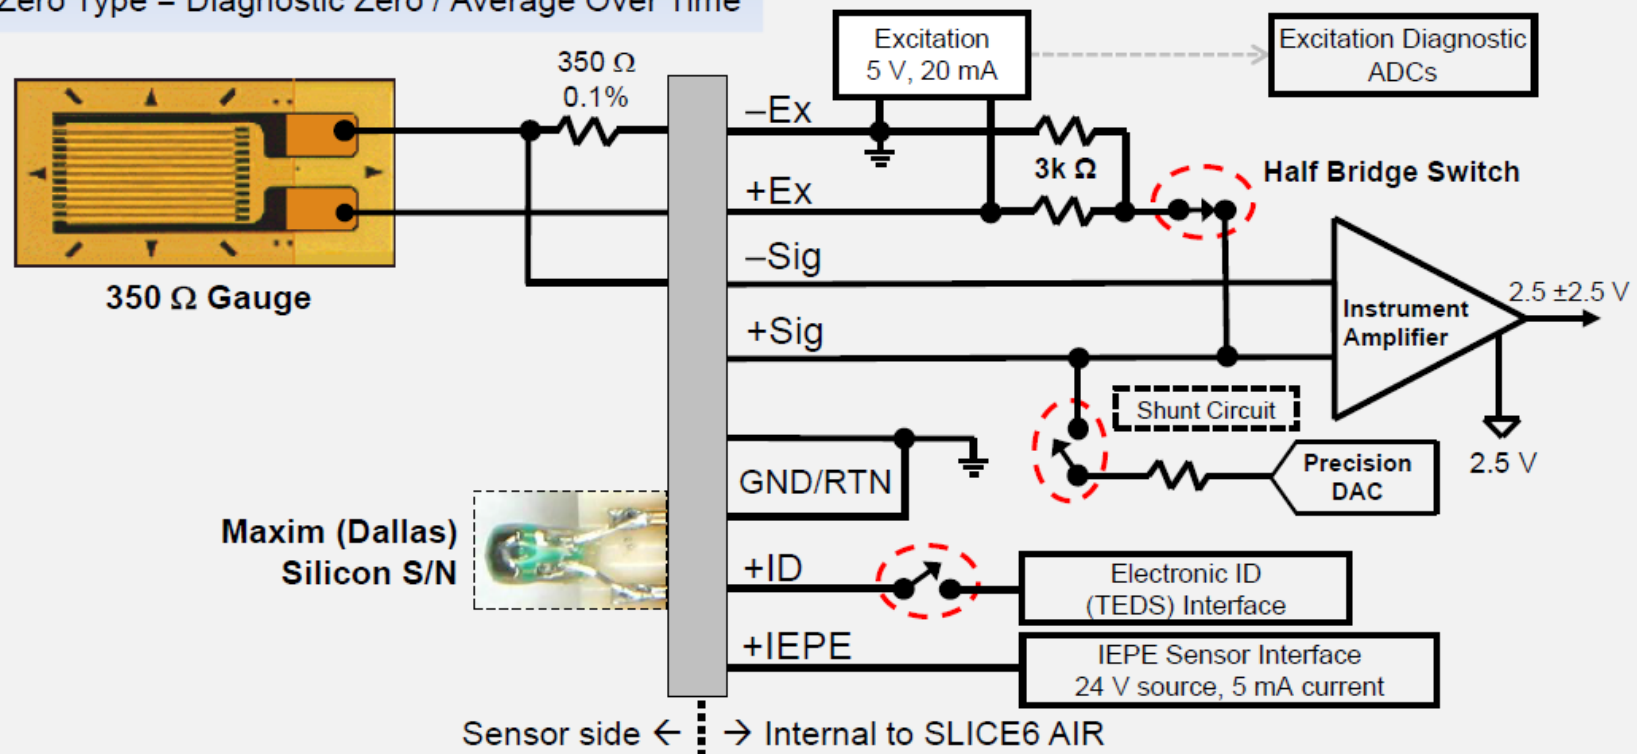 Zero Type = Diagnostic Zero / Average Over Time
350 Ω
0.1%
Excitation
5 V, 20 mA
Excitation Diagnostic
ADCs
–Ex
3k Ω
+Ex
Half Bridge Switch
–Sig
350 Ω Gauge
2.5 ±2.5 V
Instrument
Amplifier
+Sig
Shunt Circuit
Precision
DAC
2.5 V
GND/RTN
Maxim (Dallas)
Silicon S/N
+ID
Electronic ID
(TEDS) Interface
+IEPE
IEPE Sensor Interface
24 V source, 5 mA current
Sensor side ← → Internal to SLICE6 AIR